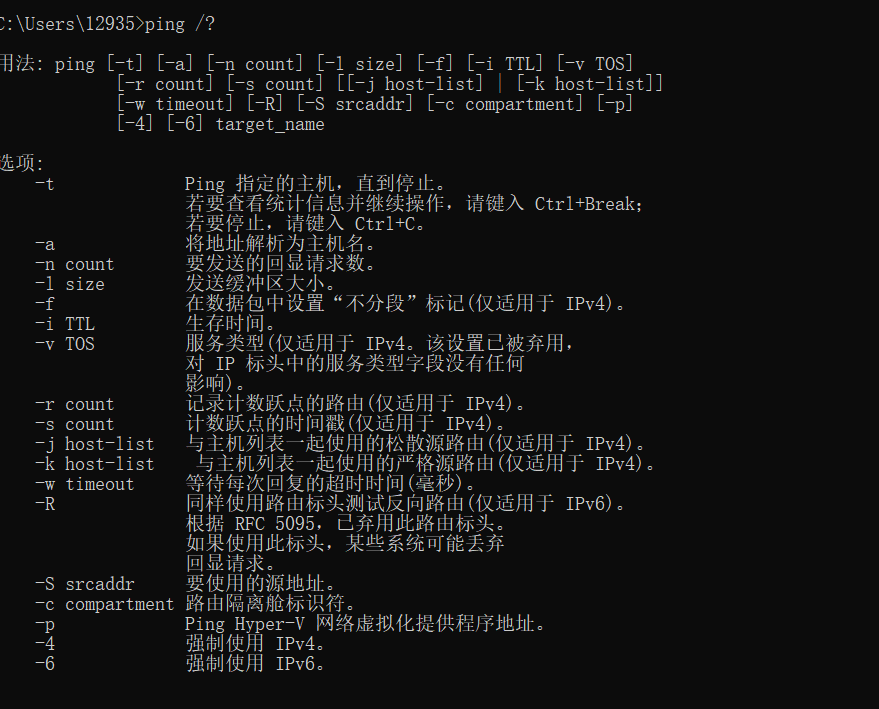 C:\Users\12935>ping /?
用法: ping [-t] [-a] [-n count] [-l size] [-f] [-i TTL] [-v TOS]
[-r count] [-s count] [[-j host-list] | [-k host-list]]
[-w timeout] [-R] [-S srcaddr] [-c compartment] [-p]
[-4] [-6] target_name
选项:
-t Ping 指定的主机，直到停止。
若要查看统计信息并继续操作，请键入 Ctrl+Break;
若要停止，请键入 Ctrl+C。
-a 将地址解析为主机名。
-n count 要发送的回显请求数。
-l size 发送缓冲区大小。
-f 在数据包中设置“不分段”标记(仅适用于 IPv4)。
-i TTL 生存时间。
-v TOS 服务类型(仅适用于 IPv4。该设置已被弃用，
对 IP 标头中的服务类型字段没有任何
影响)。
-r count 记录计数跃点的路由(仅适用于 IPv4)。
-s count 计数跃点的时间戳(仅适用于 IPv4)。
-j host-list 与主机列表一起使用的松散源路由(仅适用于 IPv4)。
-k host-list 与主机列表一起使用的严格源路由(仅适用于 IPv4)。
-w timeout 等待每次回复的超时时间(毫秒)。
-R 同样使用路由标头测试反向路由(仅适用于 IPv6)。
根据 RFC 5095，已弃用此路由标头。
如果使用此标头，某些系统可能丢弃
回显请求。
-S srcaddr 要使用的源地址。
-c compartment 路由隔离舱标识符。
-p Ping Hyper-V 网络虚拟化提供程序地址。
-4 强制使用 IPv4。
-6 强制使用 IPv6。